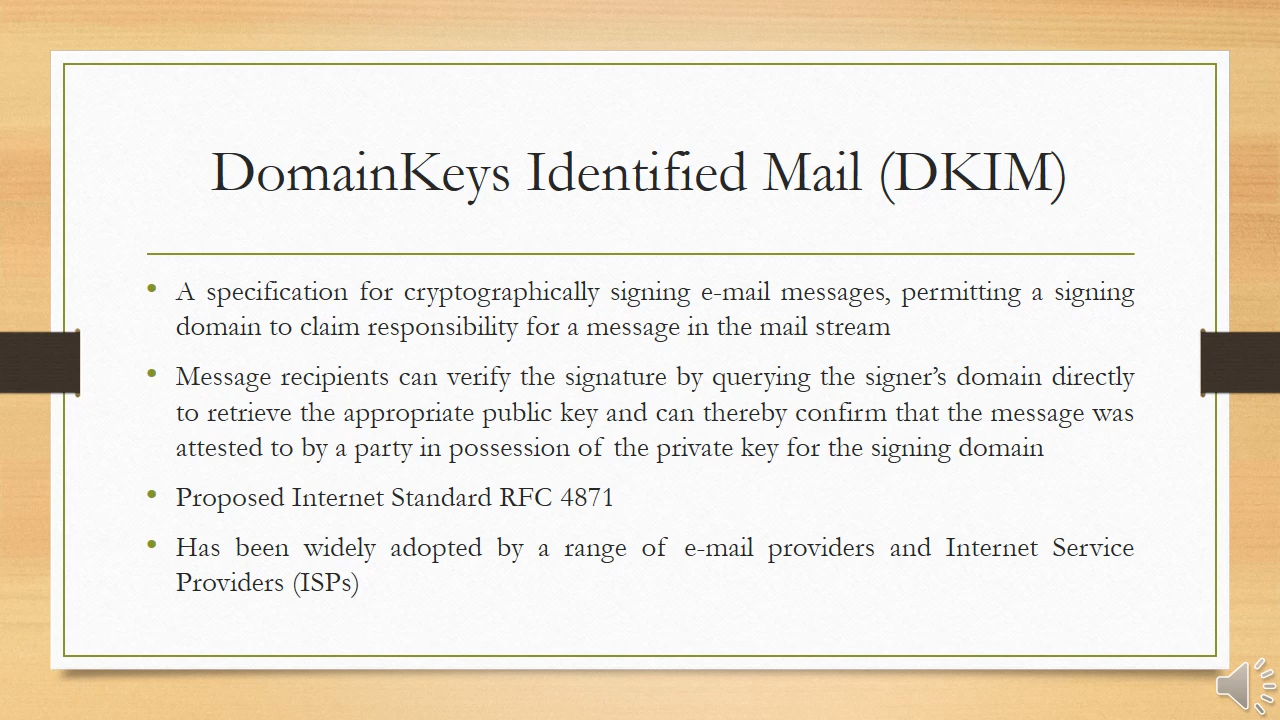 DomainKeys Identified Mail (DKIM)
• A specification for cryptographically signing e-mail messages, permitting a signing
domain to claim responsibility for a message in the mail stream
• Message recipients can verify the signature by querying the signer’s domain directly
to retrieve the appropriate public key and can thereby confirm that the message was
attested to by a party in possession of the private key for the signing domain
• Proposed Internet Standard RFC 4871
• Has been widely adopted by a range of e-mail providers and Internet Service
Providers (ISPs)